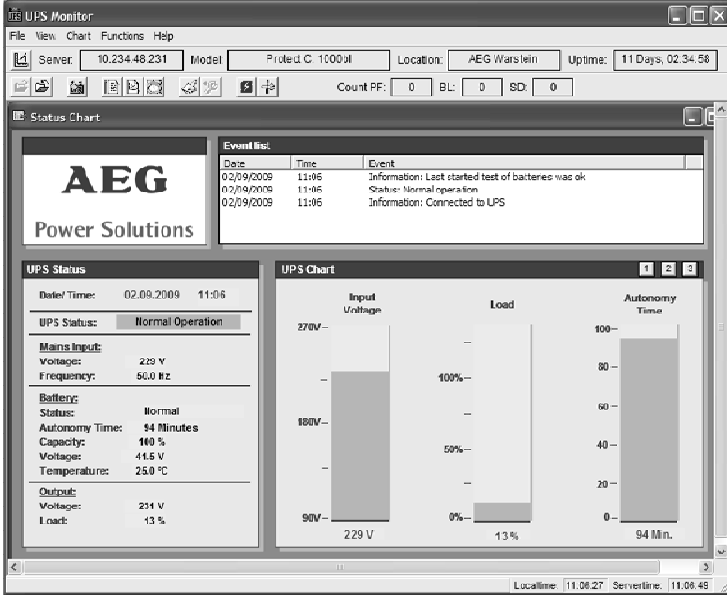 UPS Monitor
File View Chart Functions Help
Server: 10.234.48.231 Model: Protect C. 1000 Location: AEG Warstein Uptime: 11 Days, 02.34.58
Count PF: 0 BL: 0 SD: 0
Status Chart
AEG
Power Solutions
Event list
Date Time Event
02/09/2009 11:06 Information: Last started test of batteries was ok
02/09/2009 11:06 Status: Normal operation
02/09/2009 11:06 Information: Connected to UPS
UPS Status
Date/ Time: 02.09.2009 11:06
UPS Status: Normal Operation
Mains Input:
Voltage: 229 V
Frequency: 50.0 Hz
Battery:
Status: Normal
Autonomy Time: 94 Minutes
Capacity: 100 %
Voltage: 41.5 V
Temperature: 25.0 °C
Output:
Voltage: 231 V
Load: 13 %
UPS Chart
1 2 3
Input Voltage
270V
180V
90V
229 V
Load
100%
50%
0%
13%
Autonomy Time
100
80
60
40
20
0
94 Min.
Localtime: 11.06.27 Servertime: 11.06.49